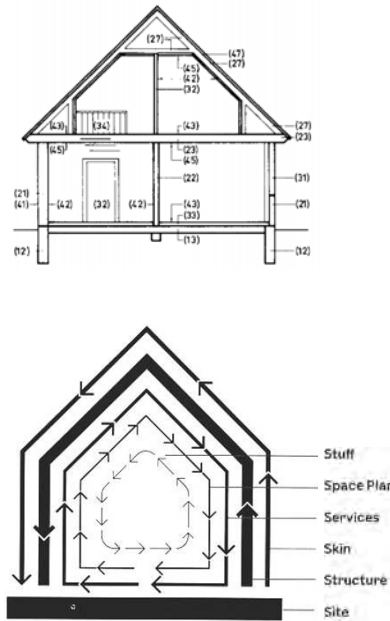 (27)
(47)
(27)
(45)
(42)
(32)
(43) (34) (43) (27)
(23)
(45) (23)
(45)
(22) (31)
(21)
(41) (42) (32) (42) (43) (21)
(33)
(13)
(12) (12)
Stuff
Space Plan
Services
Skin
Structure
Site